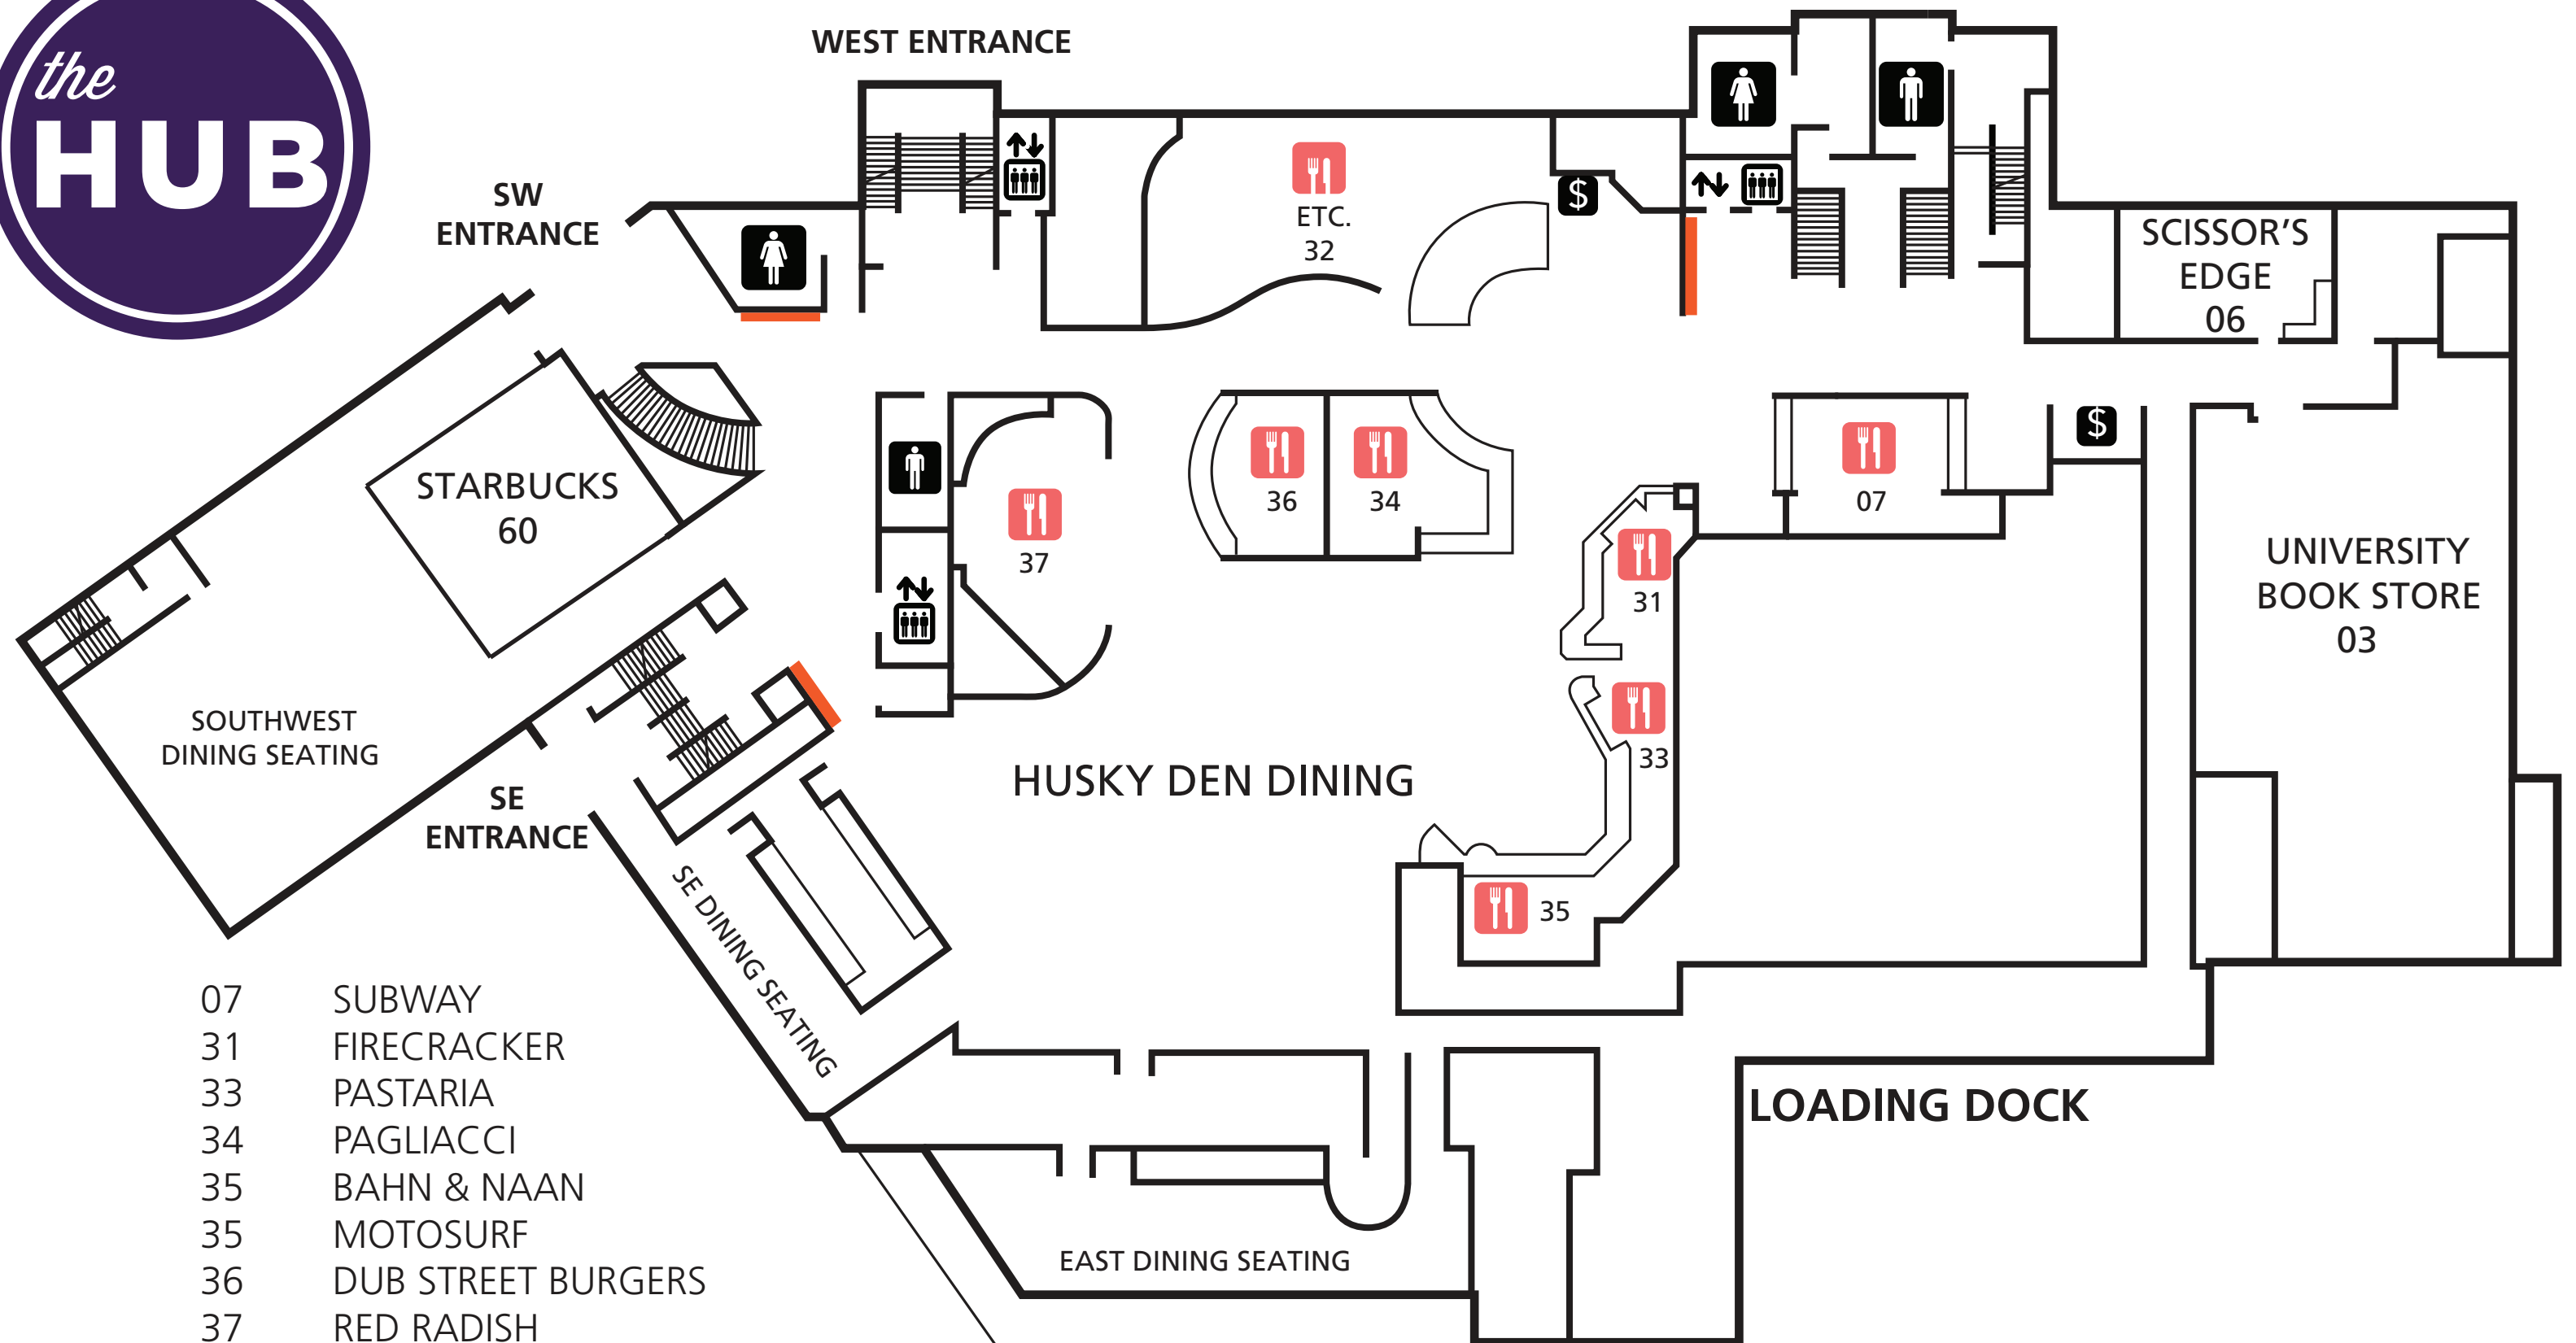 the
HUB
WEST ENTRANCE
SW
ENTRANCE
ETC.
32
$
SCISSOR'S
EDGE
06
STARBUCKS
60
37
36
34
07
$
31
33
35
UNIVERSITY
BOOK STORE
03
SOUTHWEST
DINING SEATING
SE
ENTRANCE
HUSKY DEN DINING
SE DINING SEATING
LOADING DOCK
EAST DINING SEATING
07 SUBWAY
31 FIRECRACKER
33 PASTARIA
34 PAGLIACCI
35 BAHN & NAAN
35 MOTOSURF
36 DUB STREET BURGERS
37 RED RADISH